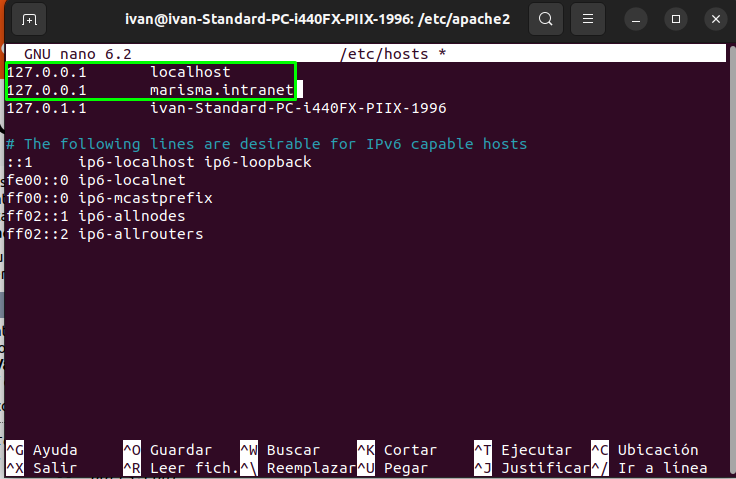 ivan@ivan-Standard-PC-i440FX-PIIX-1996: /etc/apache2
GNU nano 6.2 /etc/hosts *
127.0.0.1 localhost
127.0.0.1 marisma.intranet
127.0.1.1 ivan-Standard-PC-i440FX-PIIX-1996
# The following lines are desirable for IPv6 capable hosts
::1 ip6-localhost ip6-loopback
fe00::0 ip6-localnet
ff00::0 ip6-mcastprefix
ff02::1 ip6-allnodes
ff02::2 ip6-allrouters
^G Ayuda ^O Guardar ^W Buscar ^K Cortar ^T Ejecutar ^C Ubicación
^X Salir ^R Leer fich. ^\ Reemplazar ^U Pegar ^J Justificar ^/ Ir a línea